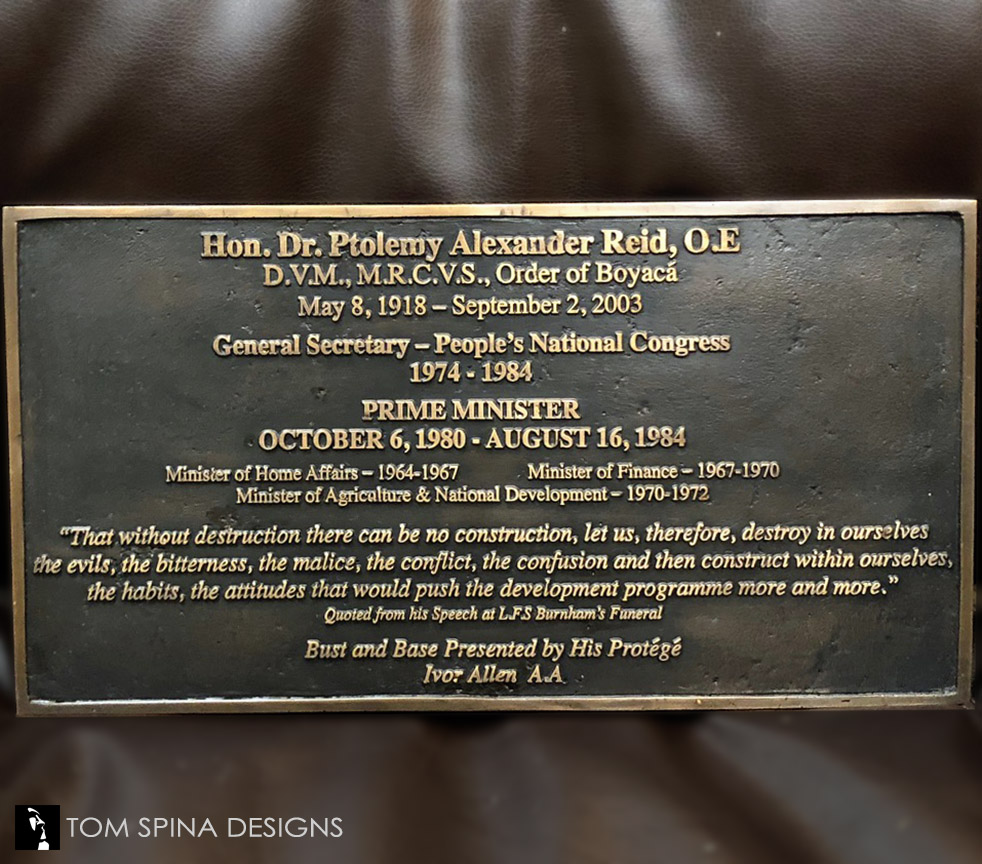 Hon. Dr. Ptolemy Alexander Reid, O.E
D.V.M., M.R.C.V.S., Order of Boyacá
May 8, 1918 – September 2, 2003
General Secretary – People's National Congress
1974 - 1984
PRIME MINISTER
OCTOBER 6, 1980 - AUGUST 16, 1984
Minister of Home Affairs – 1964-1967 Minister of Finance – 1967-1970
Minister of Agriculture & National Development – 1970-1972
“That without destruction there can be no construction, let us, therefore, destroy in ourselves
the evils, the bitterness, the malice, the conflict, the confusion and then construct within ourselves,
the habits, the attitudes that would push the development programme more and more.”
Quoted from his Speech at L.F.S Burnham's Funeral
Bust and Base Presented by His Protégé
Ivor Allen A.A
TOM SPINA DESIGNS